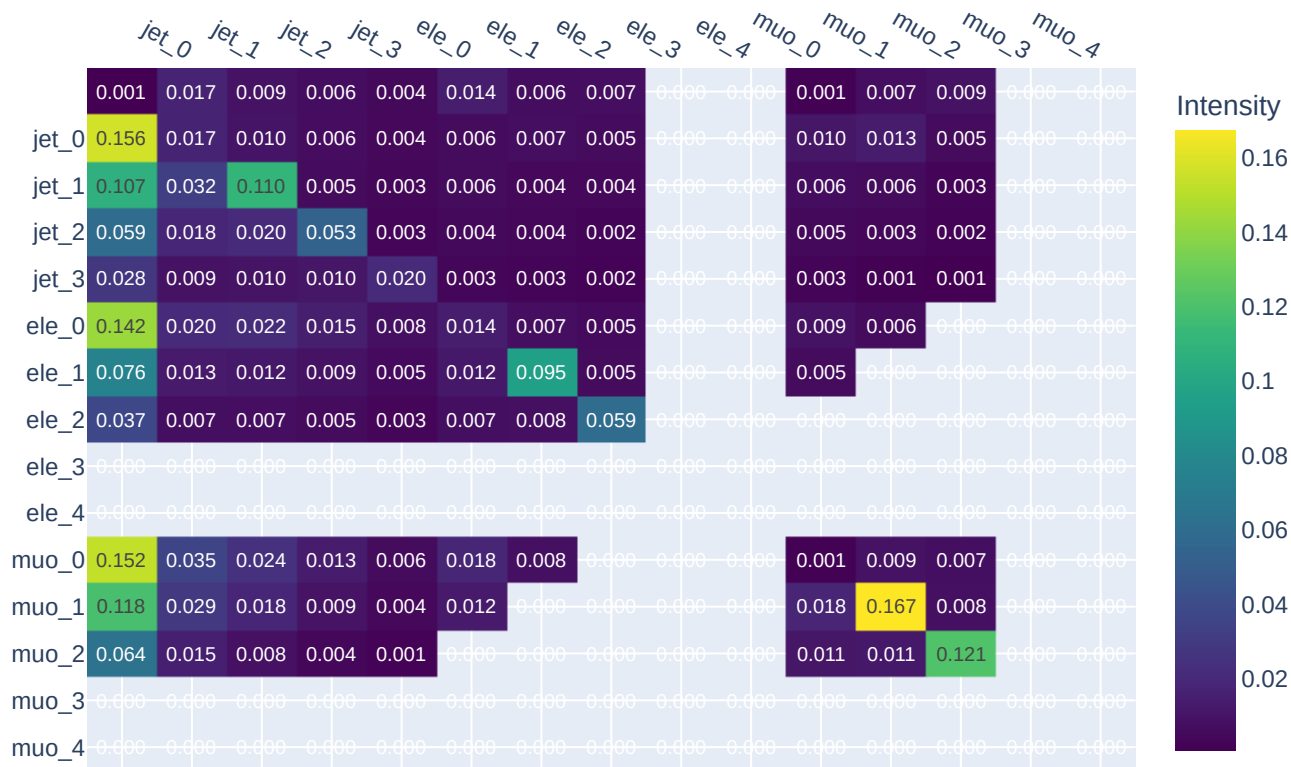 jet_0 jet_1 jet_2 jet_3 ele_0 ele_1 ele_2 ele_3 ele_4 muo_0 muo_1 muo_2 muo_3 muo_4
0.001 0.017 0.009 0.006 0.004 0.014 0.006 0.007 0.000 0.000 0.001 0.007 0.009 0.000 0.000
jet_0 0.156 0.017 0.010 0.006 0.004 0.006 0.007 0.005 0.000 0.000 0.010 0.013 0.005 0.000 0.000
jet_1 0.107 0.032 0.110 0.005 0.003 0.006 0.004 0.004 0.000 0.000 0.006 0.006 0.003 0.000 0.000
jet_2 0.059 0.018 0.020 0.053 0.003 0.004 0.004 0.002 0.000 0.000 0.005 0.003 0.002 0.000 0.000
jet_3 0.028 0.009 0.010 0.010 0.020 0.003 0.003 0.002 0.000 0.000 0.003 0.001 0.001 0.000 0.000
ele_0 0.142 0.020 0.022 0.015 0.008 0.014 0.007 0.005 0.000 0.000 0.009 0.006 0.000 0.000 0.000
ele_1 0.076 0.013 0.012 0.009 0.005 0.012 0.095 0.005 0.000 0.000 0.005 0.000 0.000 0.000 0.000
ele_2 0.037 0.007 0.007 0.005 0.003 0.007 0.008 0.059 0.000 0.000 0.000 0.000 0.000 0.000 0.000
ele_3 0.000 0.000 0.000 0.000 0.000 0.000 0.000 0.000 0.000 0.000 0.000 0.000 0.000 0.000 0.000
ele_4 0.000 0.000 0.000 0.000 0.000 0.000 0.000 0.000 0.000 0.000 0.000 0.000 0.000 0.000 0.000
muo_0 0.152 0.035 0.024 0.013 0.006 0.018 0.008 0.000 0.000 0.000 0.001 0.009 0.007 0.000 0.000
muo_1 0.118 0.029 0.018 0.009 0.004 0.012 0.000 0.000 0.000 0.000 0.018 0.167 0.008 0.000 0.000
muo_2 0.064 0.015 0.008 0.004 0.001 0.000 0.000 0.000 0.000 0.000 0.011 0.011 0.121 0.000 0.000
muo_3 0.000 0.000 0.000 0.000 0.000 0.000 0.000 0.000 0.000 0.000 0.000 0.000 0.000 0.000 0.000
muo_4 0.000 0.000 0.000 0.000 0.000 0.000 0.000 0.000 0.000 0.000 0.000 0.000 0.000 0.000 0.000
Intensity
0.16
0.14
0.12
0.1
0.08
0.06
0.04
0.02